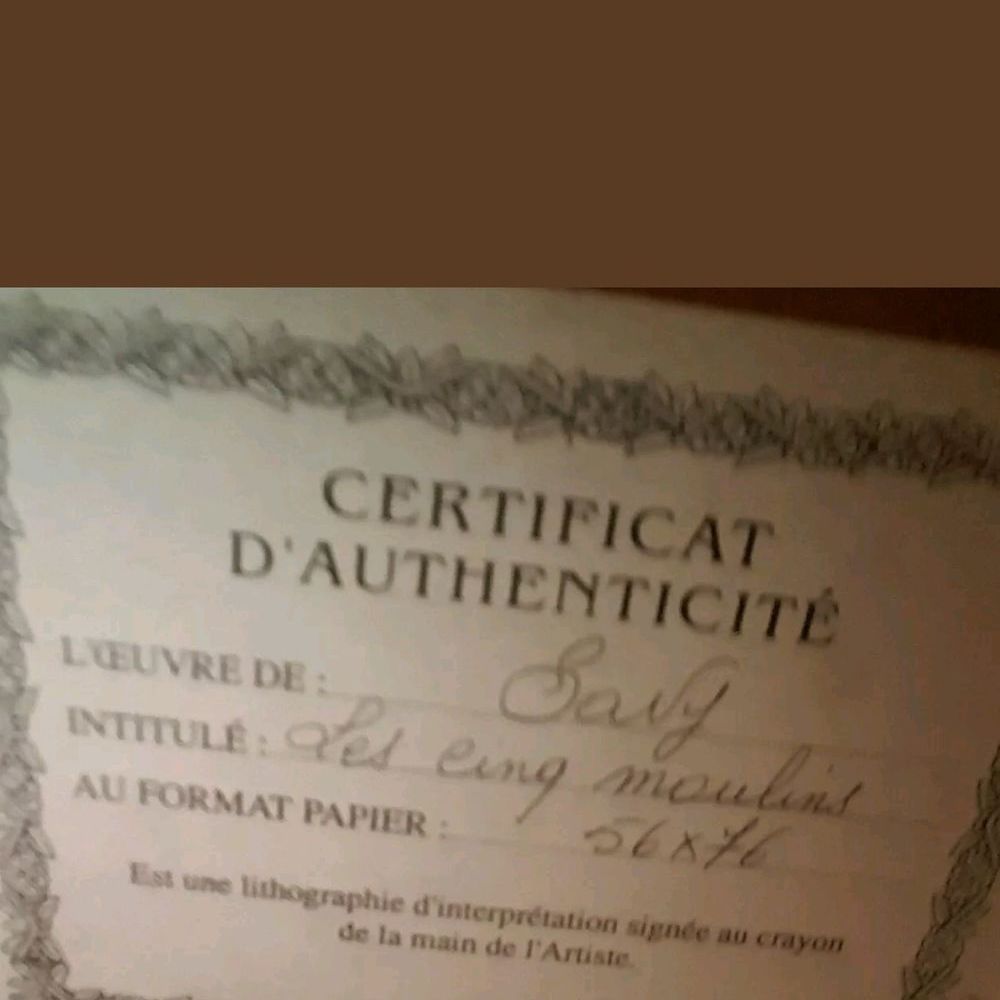 CERTIFICAT
D'AUTHENTICITÉ
L'ŒUVRE DE : Savy
INTITULÉ : Les cinq moulins
AU FORMAT PAPIER : 56x76
Est une lithographie d'interprétation signée au crayon
de la main de l'Artiste.